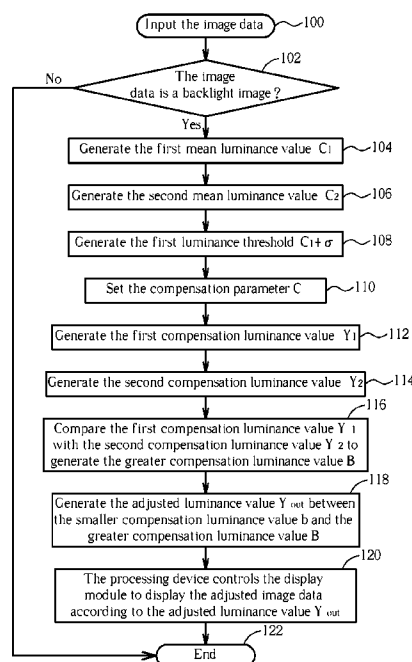 Input the image data
100
102
No
The image
data is a backlight image ?
Yes
Generate the first mean luminance value C1
104
Generate the second mean luminance value C2
106
Generate the first luminance threshold C1+σ
108
Set the compensation parameter C
110
Generate the first compensation luminance value Y1
112
Generate the second compensation luminance value Y2
114
116
Compare the first compensation luminance value Y 1
with the second compensation luminance value Y 2 to
generate the greater compensation luminance value B
118
Generate the adjusted luminance value Y out between
the smaller compensation luminance value b and the
greater compensation luminance value B
120
The processing device controls the display
module to display the adjusted image data
according to the adjusted luminance value Y out
122
End